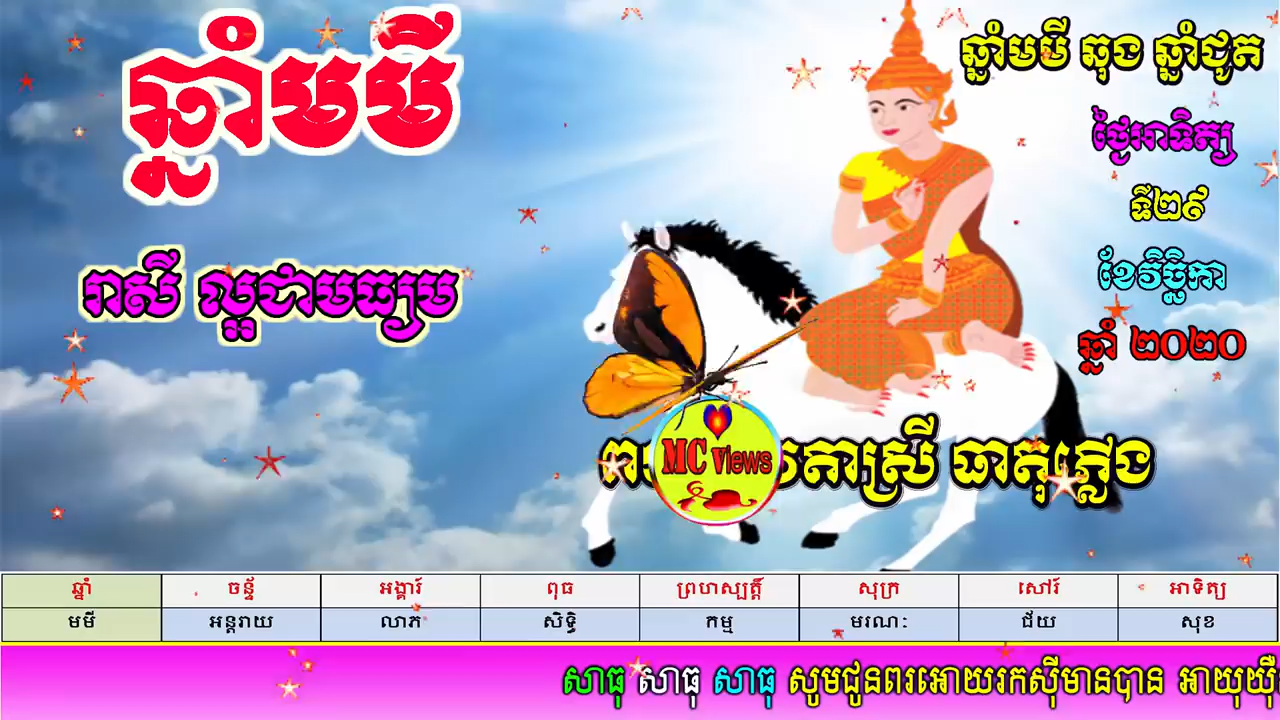 ឆ្នាំមមី
ឆ្នាំមមី ឆុង ឆ្នាំជូត
ថ្ងៃអាទិត្យ
ទី២៩
ខែវិច្ឆិកា
ឆ្នាំ ២០២០
រាសី ល្អជាមធ្យម
ស្រី ធាតុភ្លើង
MC Views
ឆ្នាំ ចន្ទ័ អង្គារ៍ ពុធ ព្រហស្បត្តិ៍ សុក្រ សៅរ៍ អាទិត្យ
មមី អន្តរាយ លាភ សិទ្ធិ កម្ម មរណៈ ជ័យ សុខ
សាធុ សាធុ សាធុ សូមជូនពរអោយរកស៊ីមានបាន អាយុយឺ